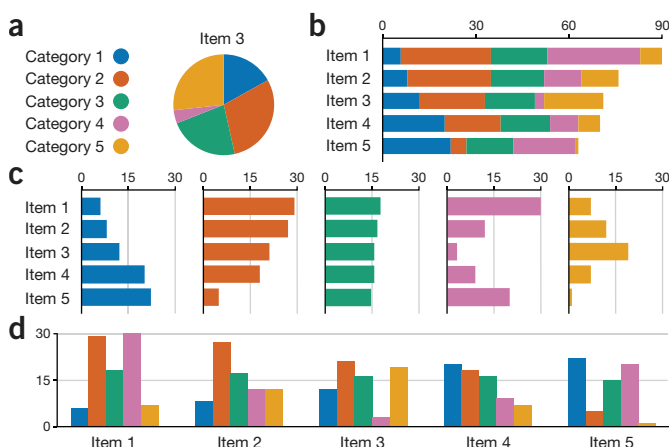 a
Item 3
Category 1
Category 2
Category 3
Category 4
Category 5
b
0 30 60 90
Item 1
Item 2
Item 3
Item 4
Item 5
c
0 15 30 0 15 30 0 15 30 0 15 30 0 15 30
Item 1
Item 2
Item 3
Item 4
Item 5
d
30
15
0
Item 1 Item 2 Item 3 Item 4 Item 5